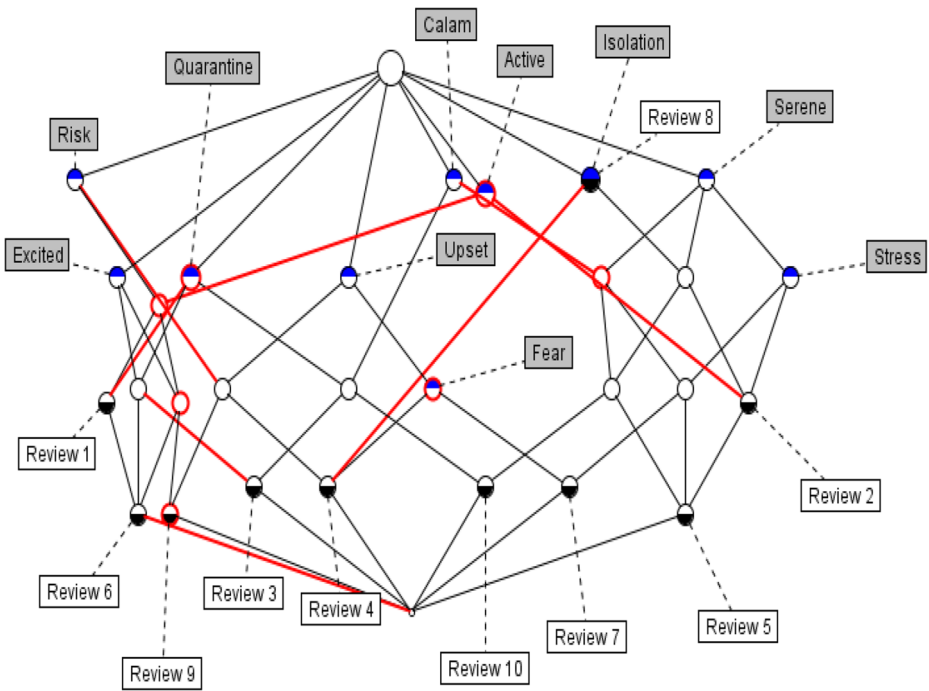 Calam
Isolation
Active
Quarantine
Serene
Review 8
Risk
Upset
Excited
Stress
Fear
Review 1
Review 2
Review 6
Review 3
Review 4
Review 5
Review 7
Review 10
Review 9